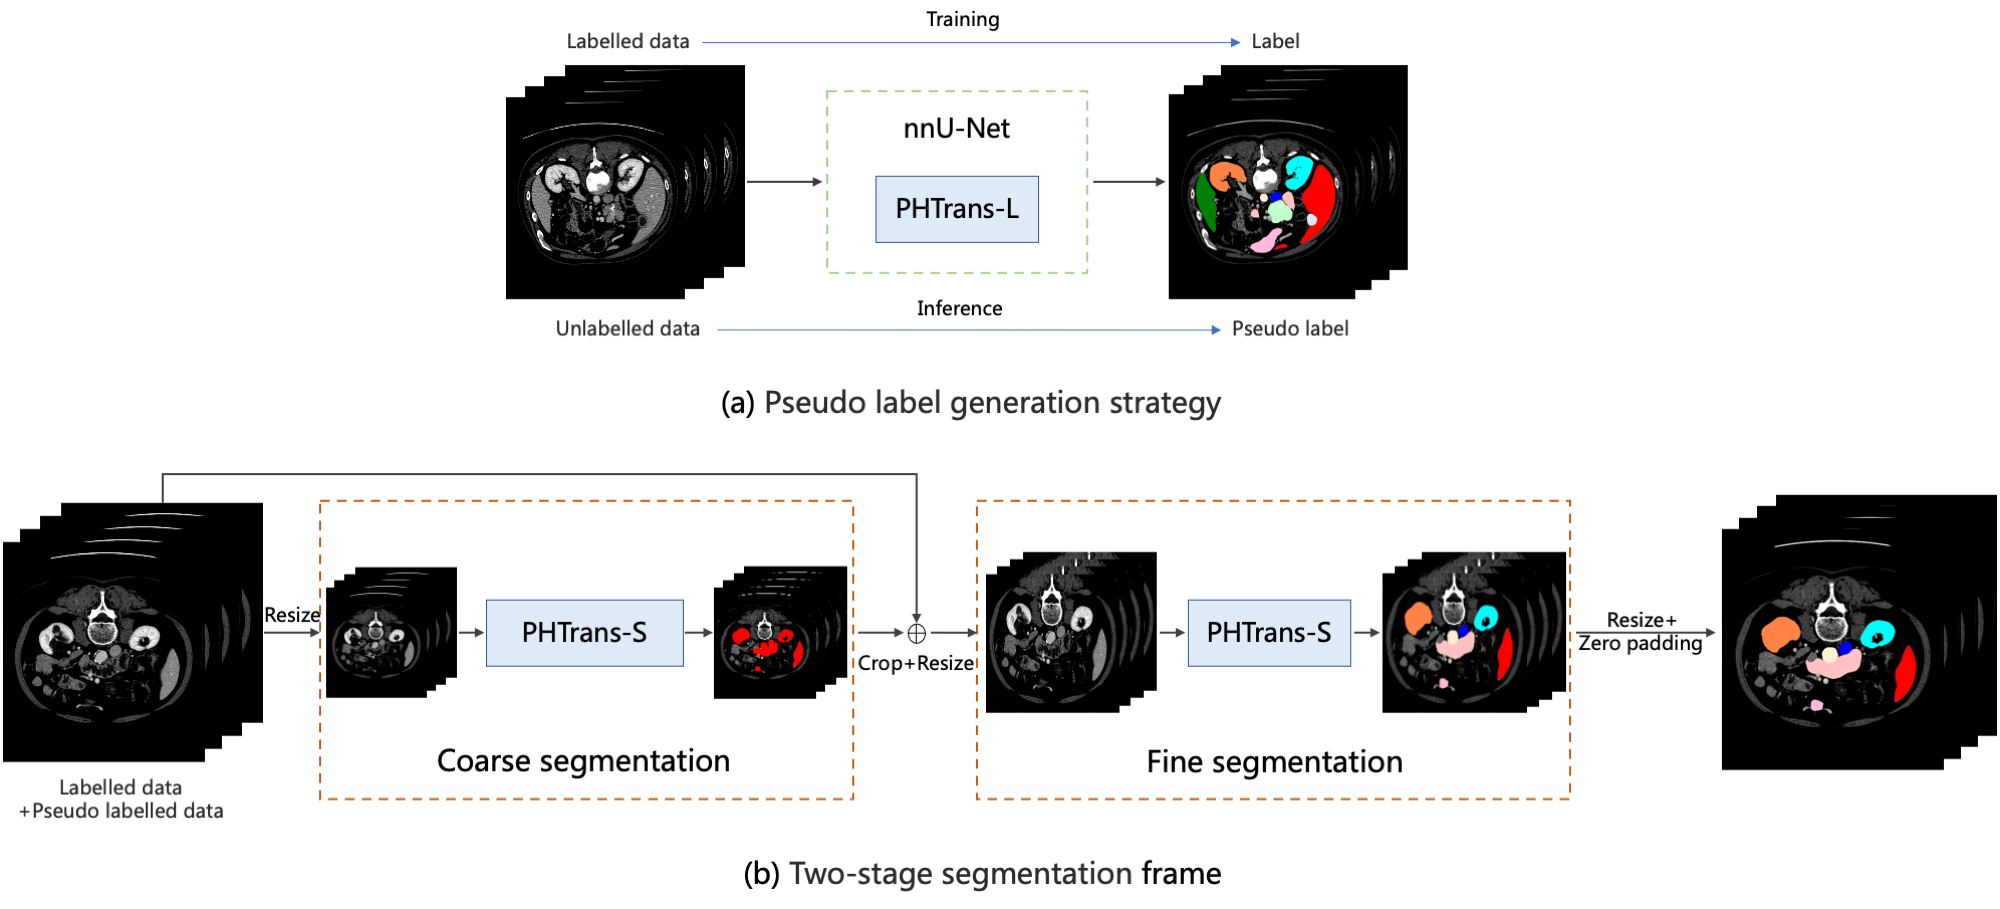 Training
Labelled data
Label
nnU-Net
PHTrans-L
Inference
Unlabelled data
Pseudo label
(a) Pseudo label generation strategy
Resize
PHTrans-S
Coarse segmentation
Crop+Resize
PHTrans-S
Fine segmentation
Resize+
Zero padding
Labelled data
+Pseudo labelled data
(b) Two-stage segmentation frame